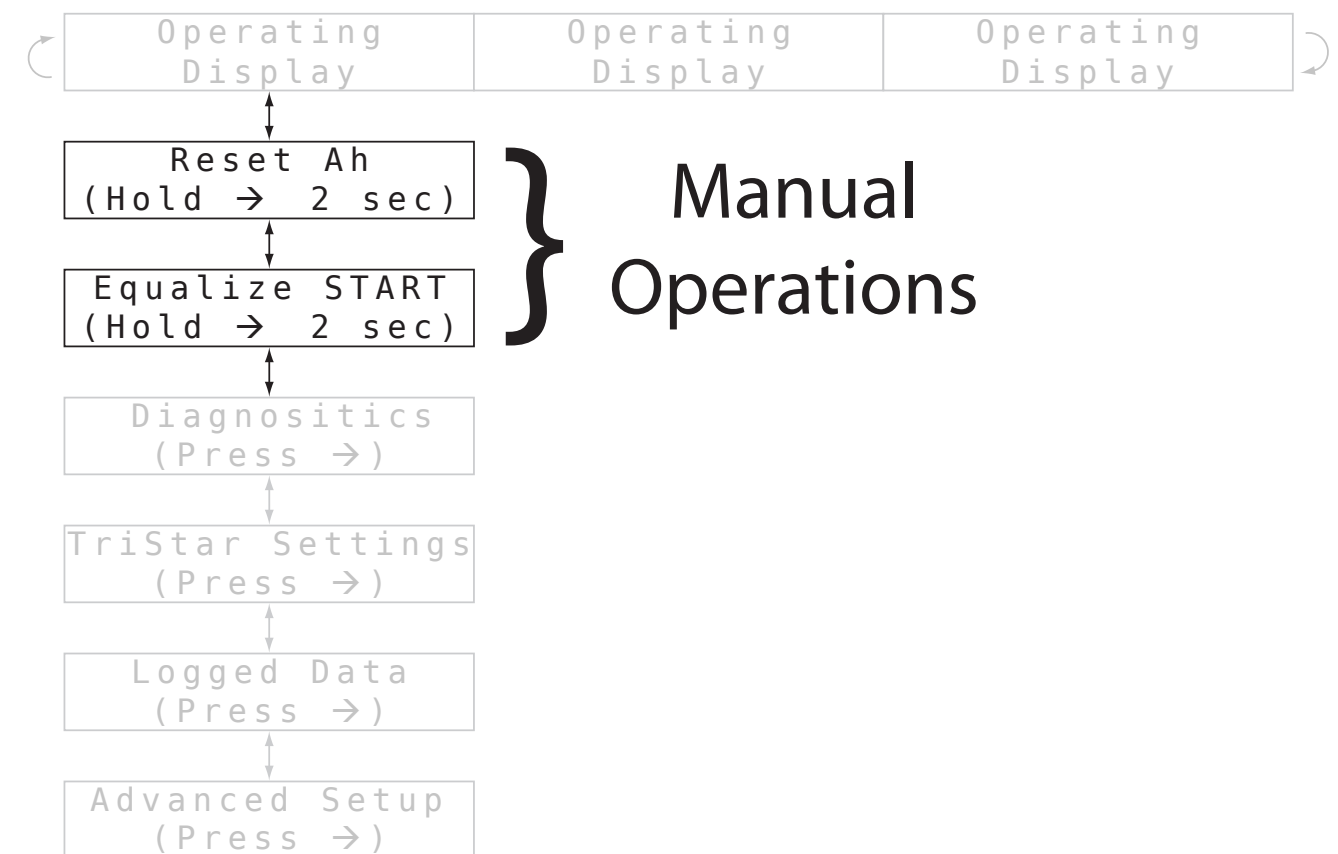 Operating Operating Operating
Display Display Display
Reset Ah
(Hold → 2 sec)
Manual
Operations
Equalize START
(Hold → 2 sec)
Diagnositics
(Press →)
TriStar Settings
(Press →)
Logged Data
(Press →)
Advanced Setup
(Press →)